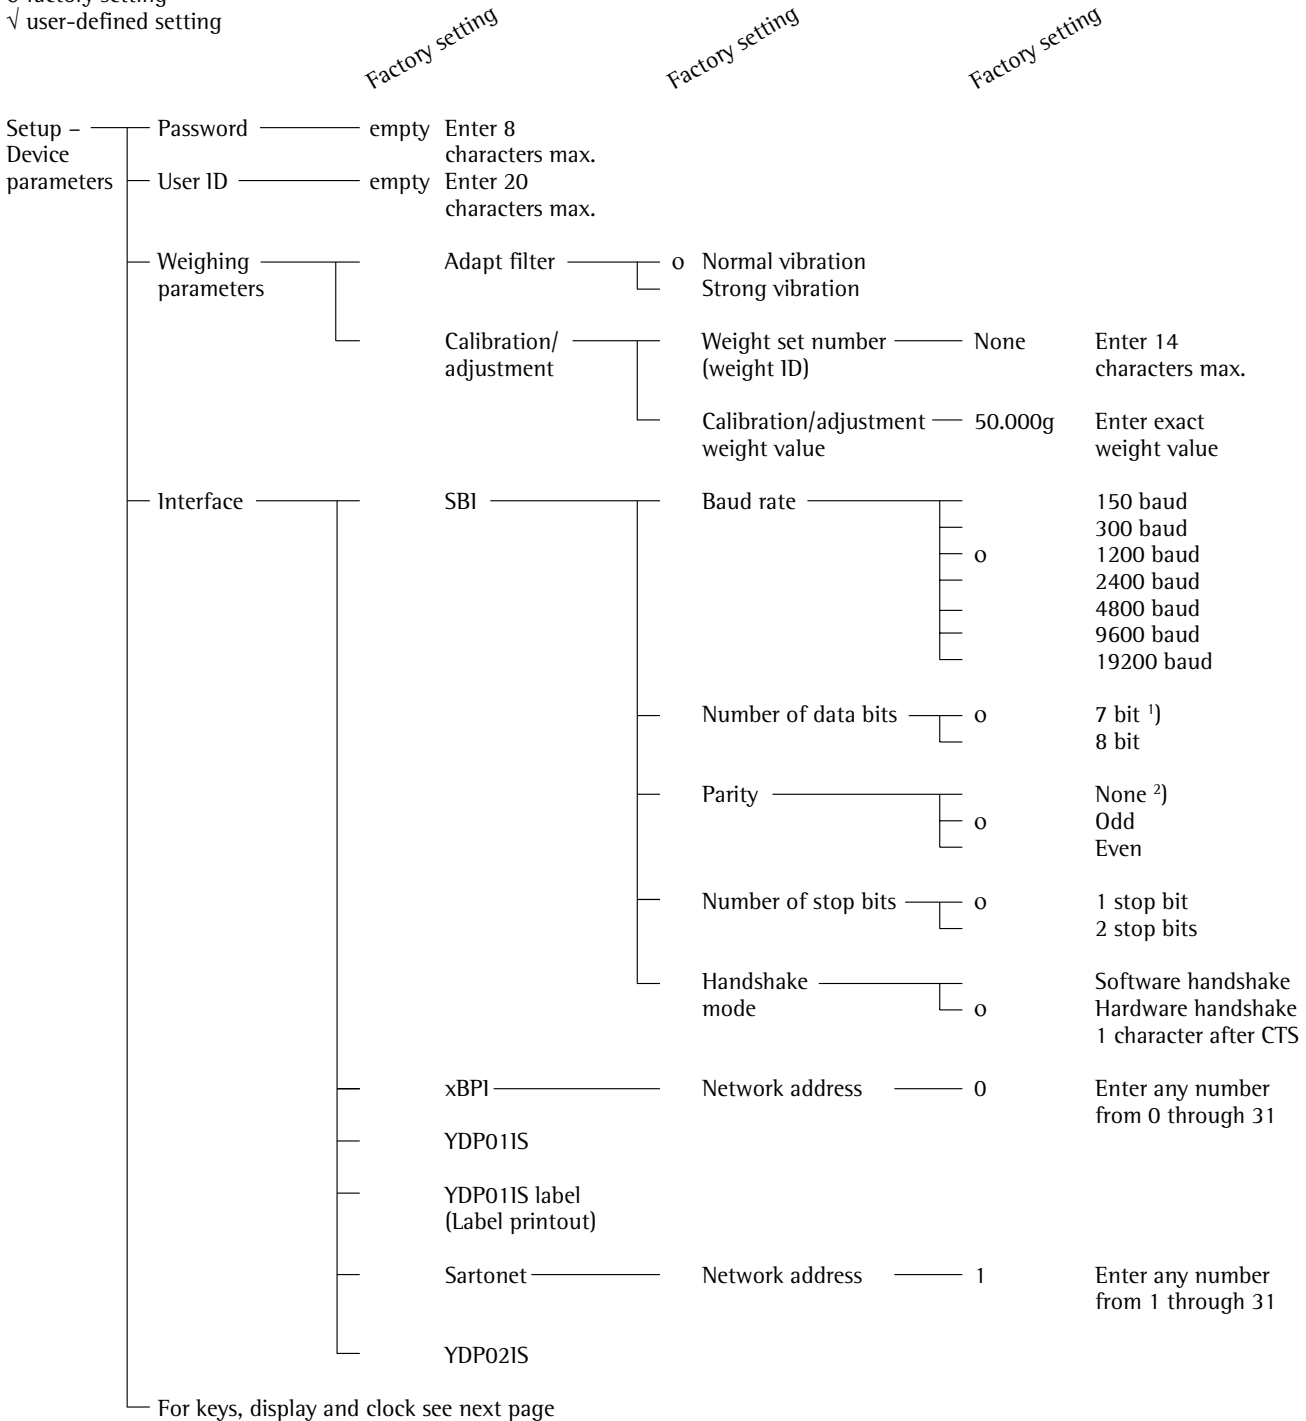 o factory setting
√ user-defined setting
Factory setting Factory setting Factory setting
Setup – Password empty Enter 8
Device characters max.
parameters User ID empty Enter 20
characters max.
Weighing Adapt filter o Normal vibration
parameters Strong vibration
Calibration/ Weight set number None Enter 14
adjustment (weight ID) characters max.
Calibration/adjustment 50.000g Enter exact
weight value weight value
Interface SBI Baud rate 150 baud
300 baud
o 1200 baud
2400 baud
4800 baud
9600 baud
19200 baud
Number of data bits o 7 bit ¹)
8 bit
Parity None ²)
o Odd
Even
Number of stop bits o 1 stop bit
2 stop bits
Handshake Software handshake
mode o Hardware handshake
1 character after CTS
xBPI Network address 0 Enter any number
from 0 through 31
YDP01IS
YDP01IS label
(Label printout)
Sartonet Network address 1 Enter any number
from 1 through 31
YDP02IS
For keys, display and clock see next page